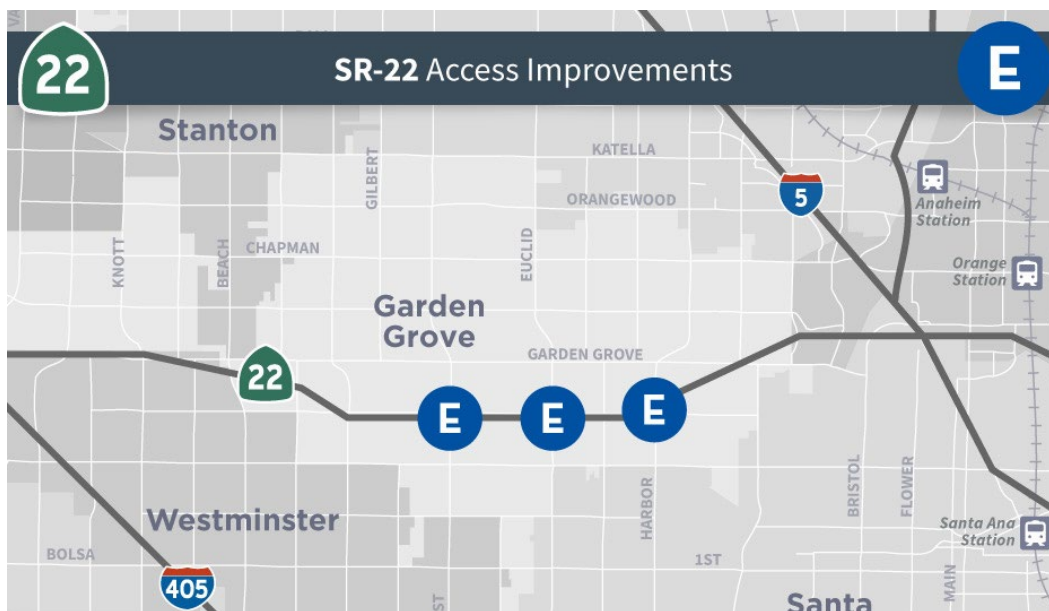 22
SR-22 Access Improvements
E
Stanton
KATELLA
GILBERT
ORANGEWOOD
5
Anaheim
Station
KNOTT
BEACH
CHAPMAN
EUCLID
Orange
Station
Garden
Grove
GARDEN GROVE
22
E
E
E
Westminster
HARBOR
BRISTOL
FLOWER
Santa Ana
Station
BOLSA
1ST
405
ST
MAIN
Santa